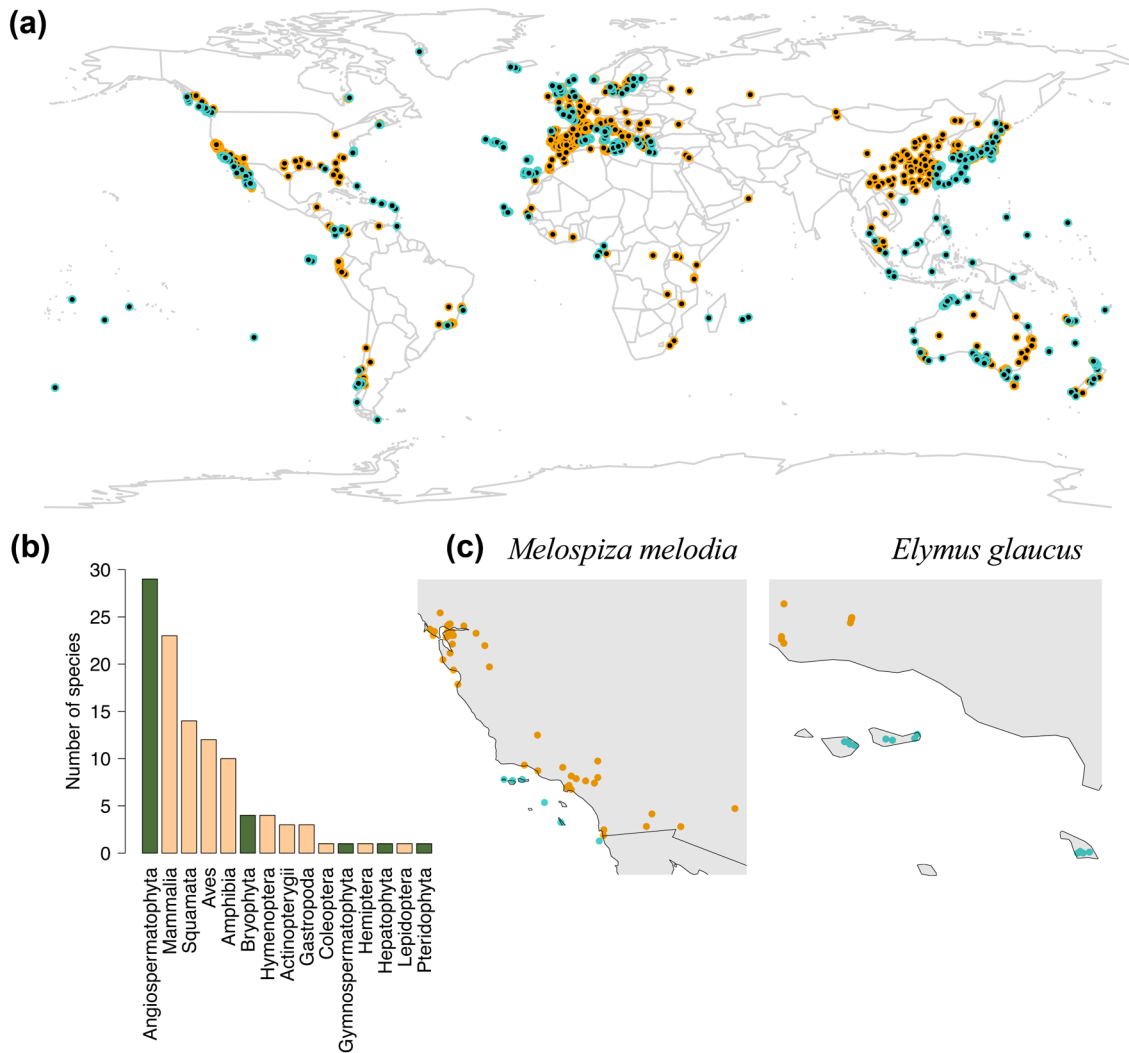 (a)
(b)
(c) Melospiza melodia
Elymus glaucus
Number of species
30
25
20
15
10
5
0
Angiospermatophyta
Mammalia
Squamata
Aves
Amphibia
Bryophyta
Hymenoptera
Actinopterygii
Gastropoda
Coleoptera
Gymnospermatophyta
Hemiptera
Hepatophyta
Lepidoptera
Pteridophyta